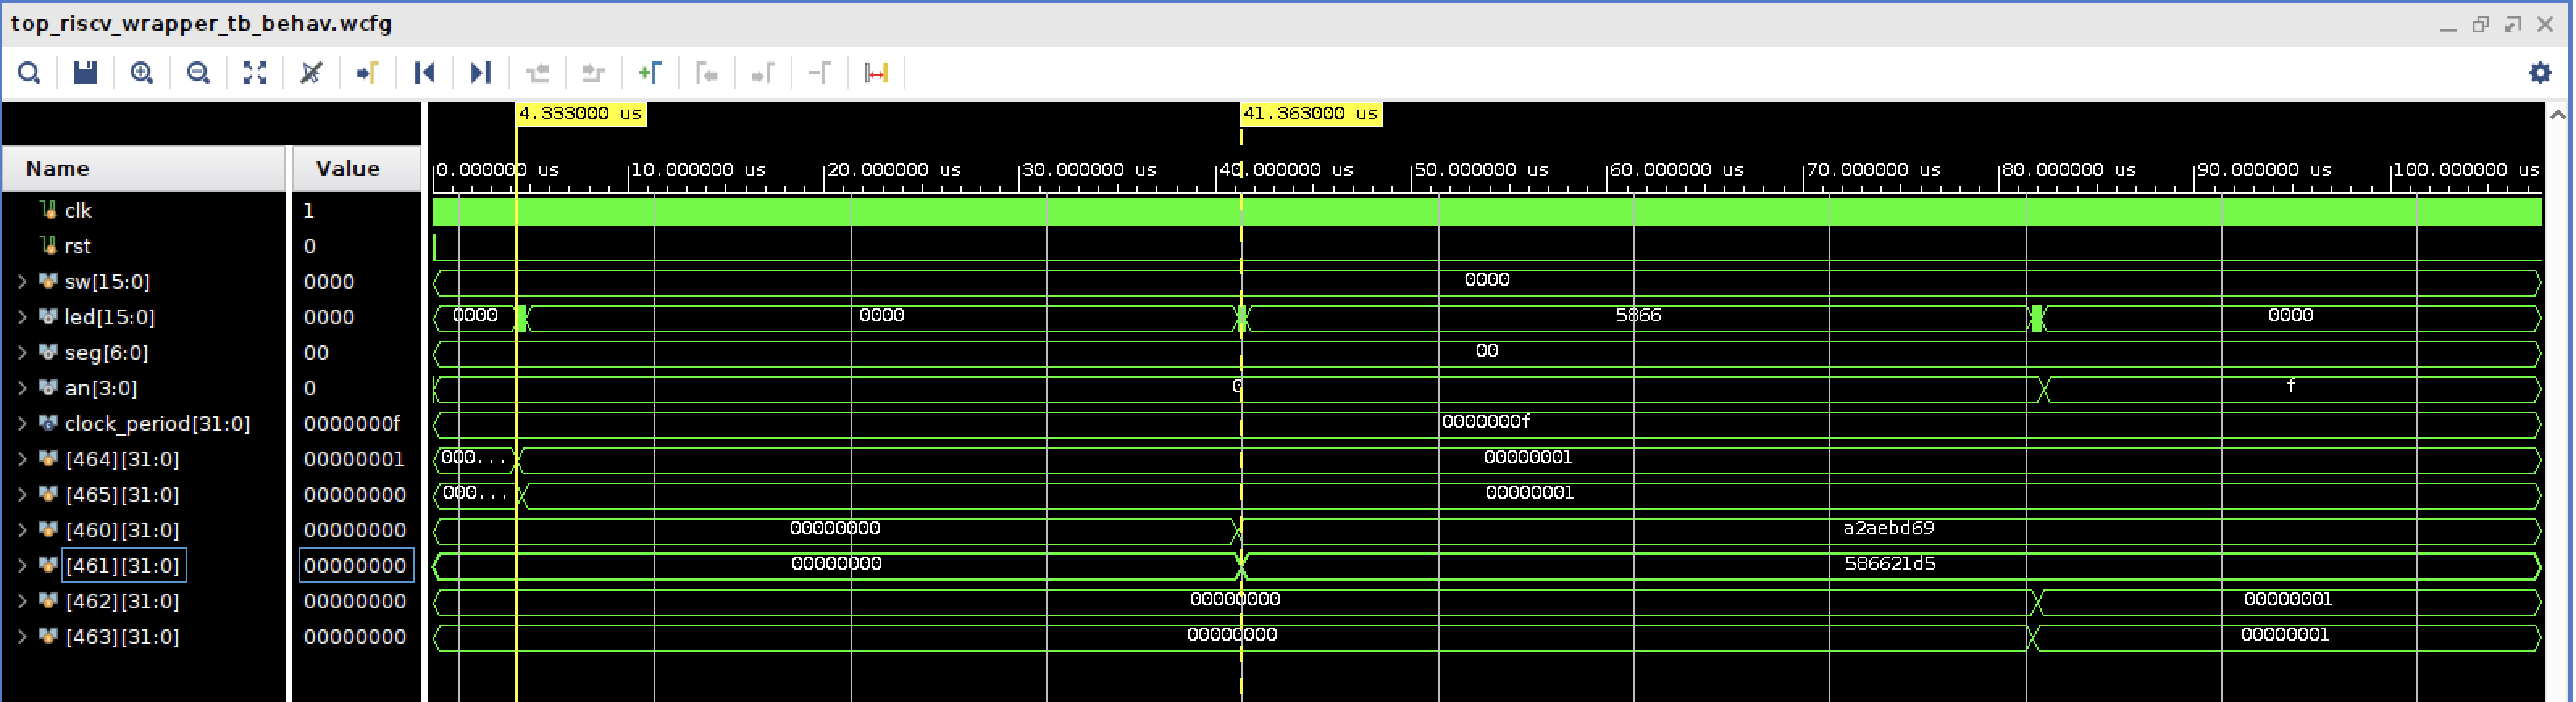 top_riscv_wrapper_tb_behav.wcfg
4.333000 us 41.363000 us
Name Value 0.000000 us 10.000000 us 20.000000 us 30.000000 us 40.000000 us 50.000000 us 60.000000 us 70.000000 us 80.000000 us 90.000000 us 100.000000 us
clk 1
rst 0
sw[15:0] 0000 0000
led[15:0] 0000 0000 0000 5866 0000
seg[6:0] 00 00
an[3:0] 0 0 f
clock_period[31:0] 0000000f 0000000f
[464][31:0] 00000001 000... 00000001
[465][31:0] 00000000 000... 00000001
[460][31:0] 00000000 00000000 a2aebd69
[461][31:0] 00000000 00000000 586621d5
[462][31:0] 00000000 00000000 00000001
[463][31:0] 00000000 00000000 00000001